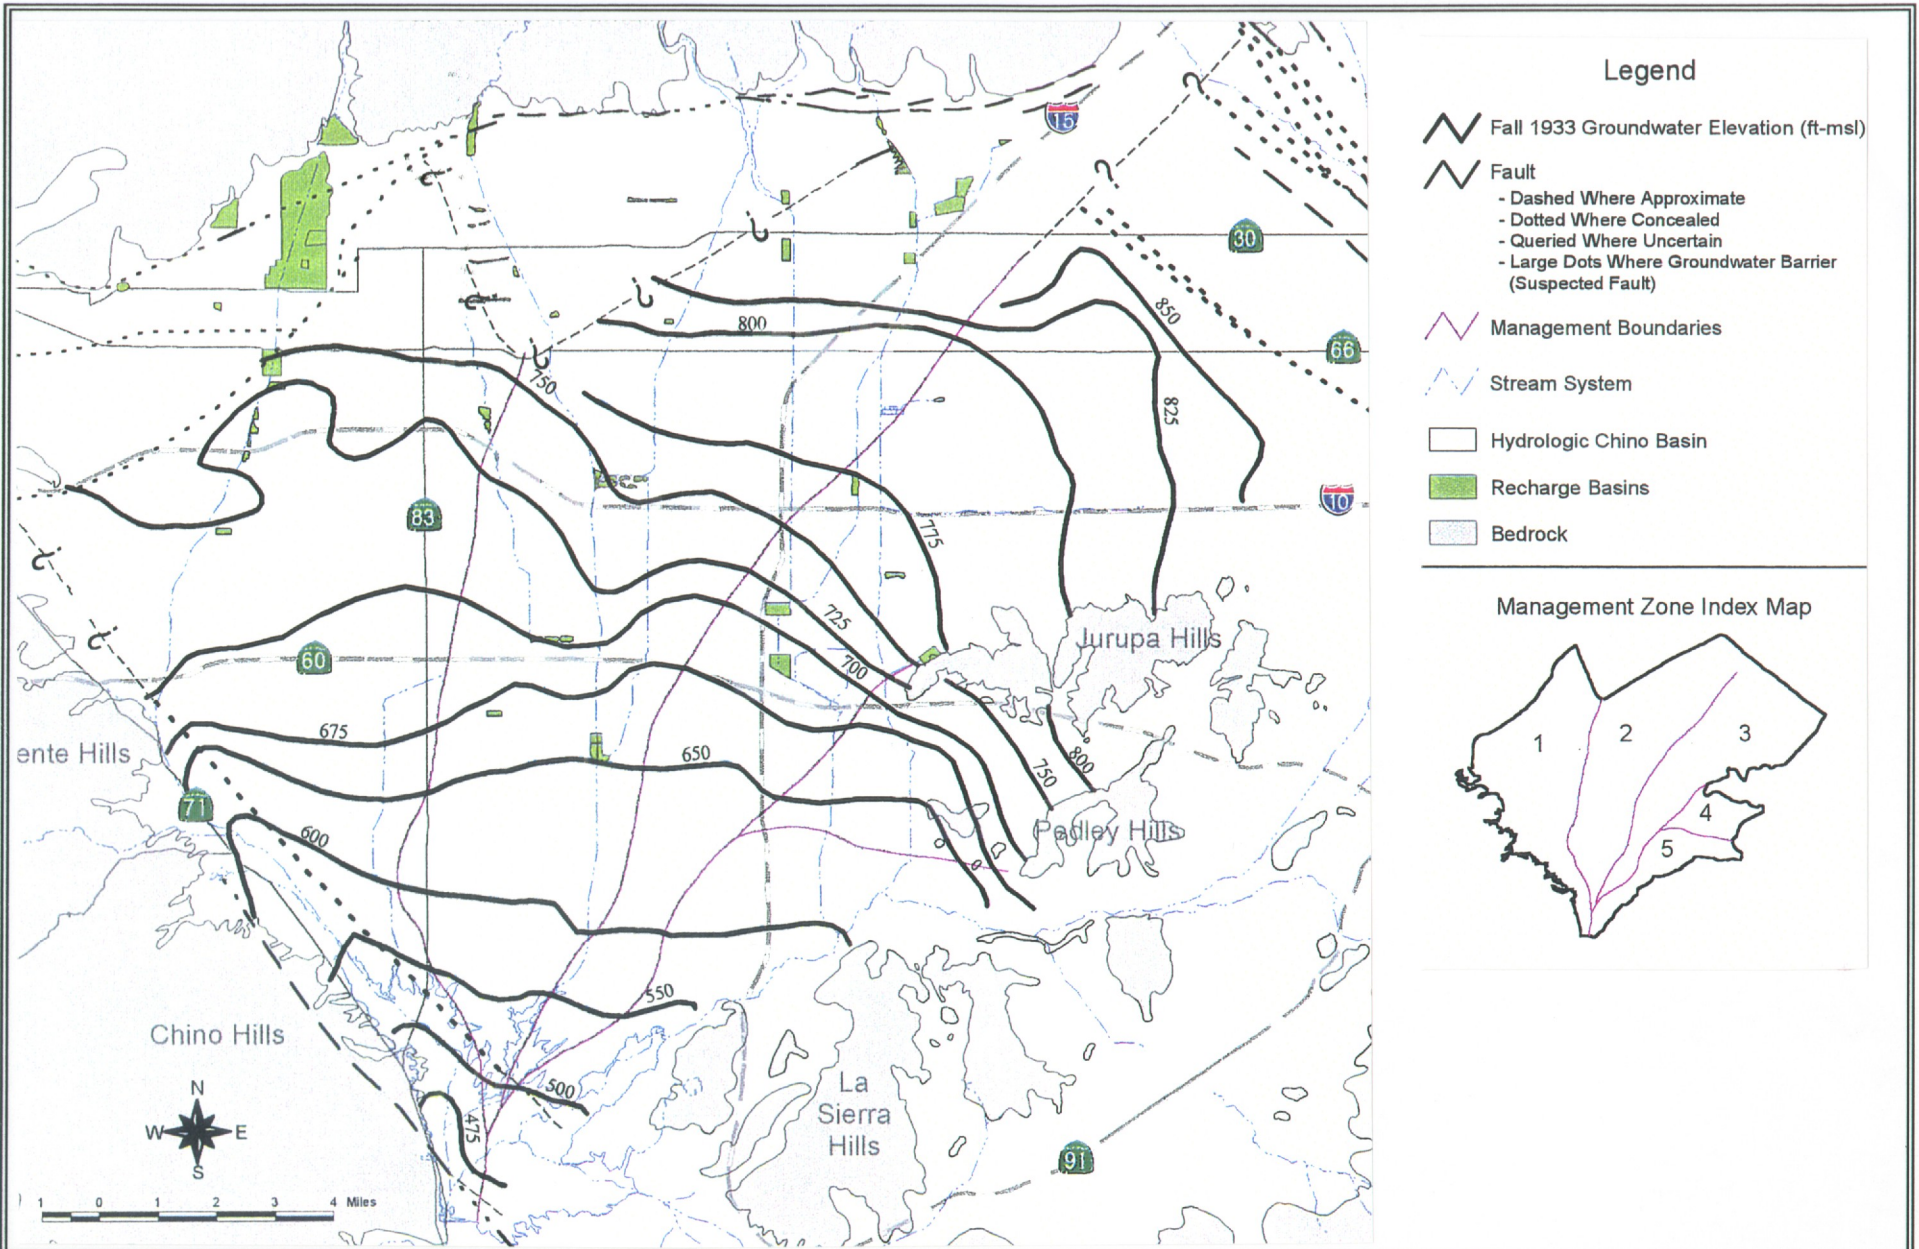 Legend
Fall 1933 Groundwater Elevation (ft-msl)
Fault
- Dashed Where Approximate
- Dotted Where Concealed
- Queried Where Uncertain
- Large Dots Where Groundwater Barrier
(Suspected Fault)
Management Boundaries
Stream System
Hydrologic Chino Basin
Recharge Basins
Bedrock
Management Zone Index Map
1
2
3
4
5
15
?
?
?
?
30
?
?
850
800
66
?
750
825
83
10
775
?
725
?
Jurupa Hills
60
700
675
ente Hills
650
750
800
71
600
Pedley Hills
550
Chino Hills
500
La
Sierra
Hills
475
N
W
E
S
91
1 0 1 2 3 4 Miles